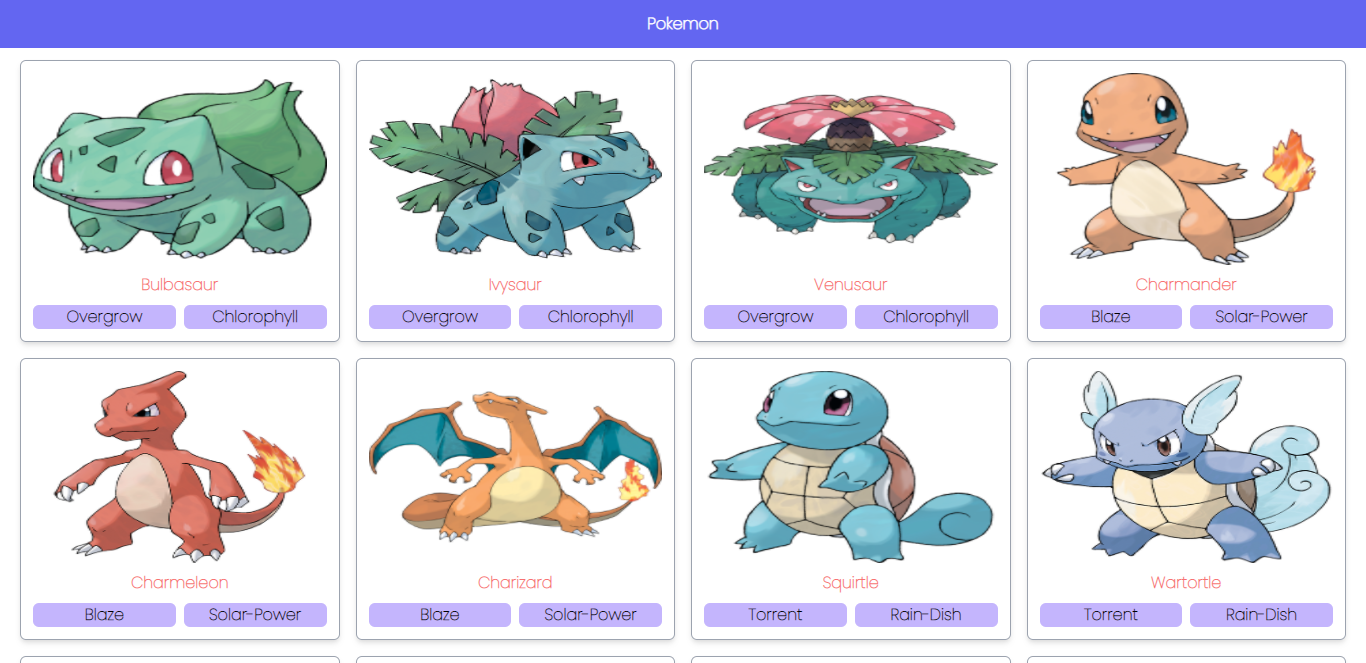 Pokemon
Bulbasaur
Overgrow Chlorophyll
Ivysaur
Overgrow Chlorophyll
Venusaur
Overgrow Chlorophyll
Charmander
Blaze Solar-Power
Charmeleon
Blaze Solar-Power
Charizard
Blaze Solar-Power
Squirtle
Torrent Rain-Dish
Wartortle
Torrent Rain-Dish